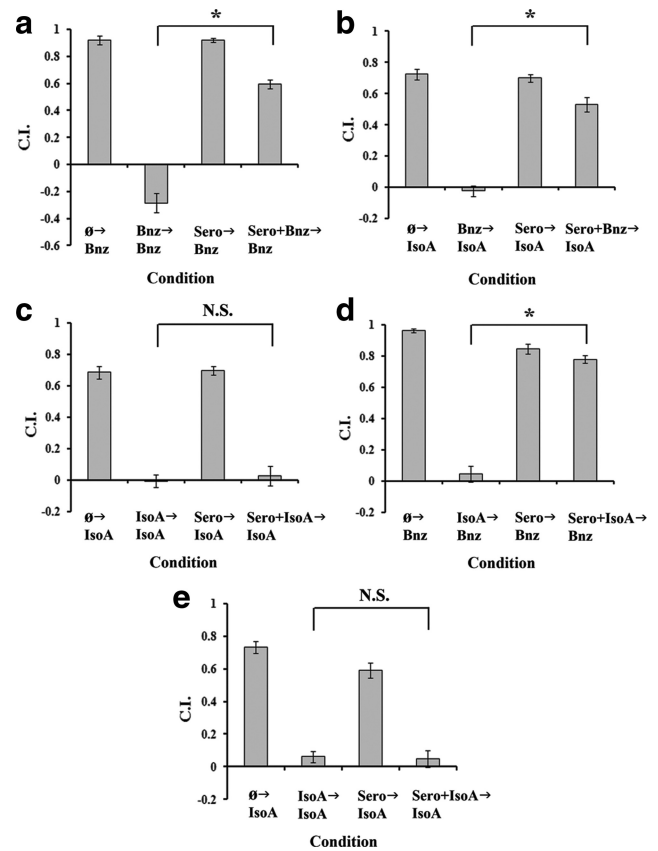 a
*
1
0.8
0.6
0.4
0.2
0
-0.2
-0.4
-0.6
C.I.
ø→ Bnz→ Sero→ Sero+Bnz→
Bnz Bnz Bnz Bnz
Condition
b
*
1
0.8
0.6
0.4
0.2
0
-0.2
C.I.
ø→ Bnz→ Sero→ Sero+Bnz→
IsoA IsoA IsoA IsoA
Condition
c
N.S.
1
0.8
0.6
0.4
0.2
0
-0.2
C.I.
ø→ IsoA→ Sero→ Sero+IsoA→
IsoA IsoA IsoA IsoA
Condition
d
*
1
0.8
0.6
0.4
0.2
0
-0.2
C.I.
ø→ IsoA→ Sero→ Sero+IsoA→
Bnz Bnz Bnz Bnz
Condition
e
N.S.
1
0.8
0.6
0.4
0.2
0
-0.2
C.I.
ø→ IsoA→ Sero→ Sero+IsoA→
IsoA IsoA IsoA IsoA
Condition